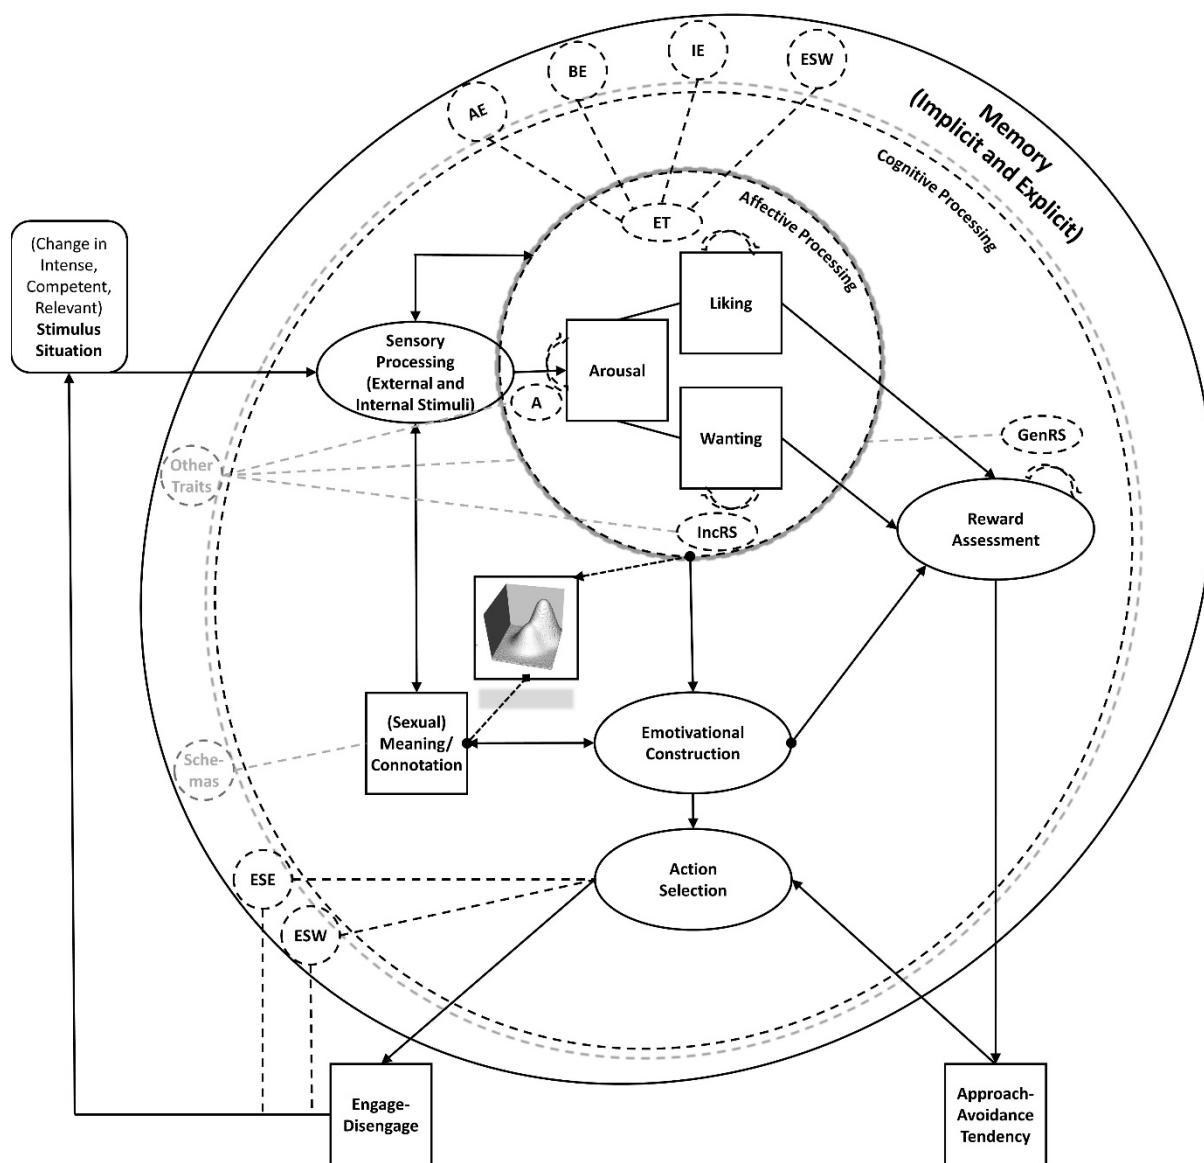 AE
BE
IE
ESW
Memory
(Implicit and Explicit)
Cognitive Processing
Affective Processing
ET
(Change in
Intense,
Competent,
Relevant)
Stimulus
Situation
Sensory
Processing
(External and
Internal Stimuli)
Liking
Arousal
A
Wanting
GenRS
Other
Traits
IncRS
Reward
Assessment
(Sexual)
Meaning/
Connotation
Emotivational
Construction
Sche-
mas
Action
Selection
ESE
ESW
Engage-
Disengage
Approach-
Avoidance
Tendency